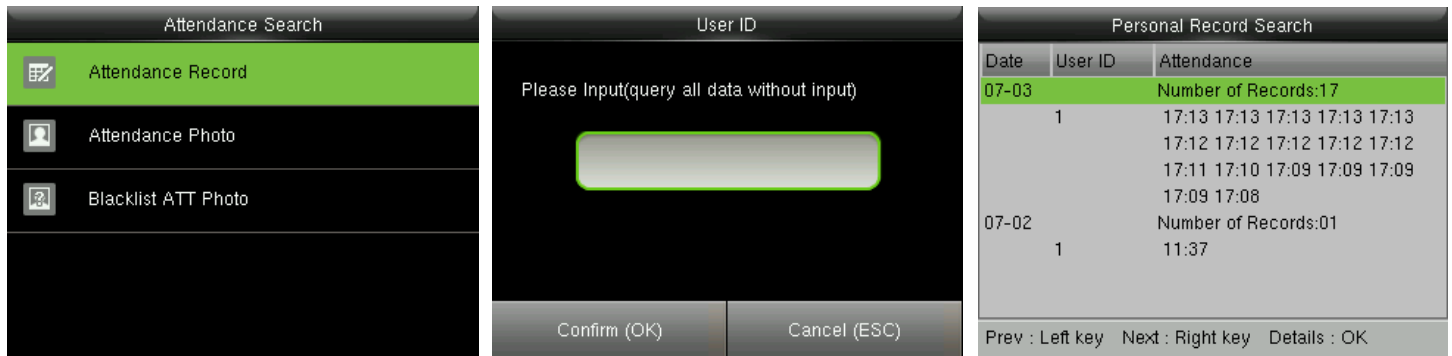 Attendance Search
Attendance Record
Attendance Photo
Blacklist ATT Photo
User ID
Please Input(query all data without input)
Confirm (OK) Cancel (ESC)
Personal Record Search
Date User ID Attendance
07-03 Number of Records:17
1 17:13 17:13 17:13 17:13 17:13
17:12 17:12 17:12 17:12 17:12
17:11 17:10 17:09 17:09 17:09
17:09 17:08
07-02 Number of Records:01
1 11:37
Prev : Left key Next : Right key Details : OK